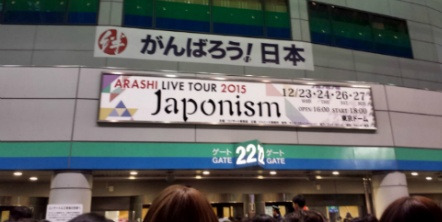 絆 がんばろう!日本
ARASHI LIVE TOUR 2015
Japonism
12/23・24・26・27
OPEN/16:00 START/18:00
東京ドーム
ゲート 22 ゲート
GATE GATE